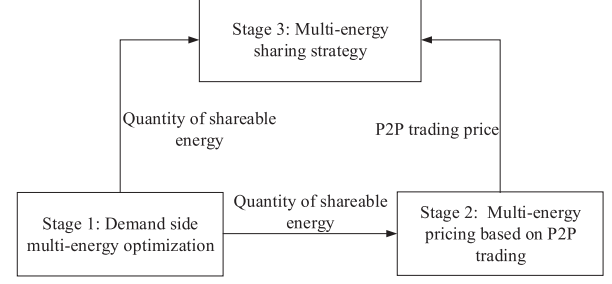 Stage 3: Multi-energy
sharing strategy
Quantity of shareable
energy
P2P trading price
Stage 1: Demand side
multi-energy optimization
Quantity of shareable
energy
Stage 2: Multi-energy
pricing based on P2P
trading